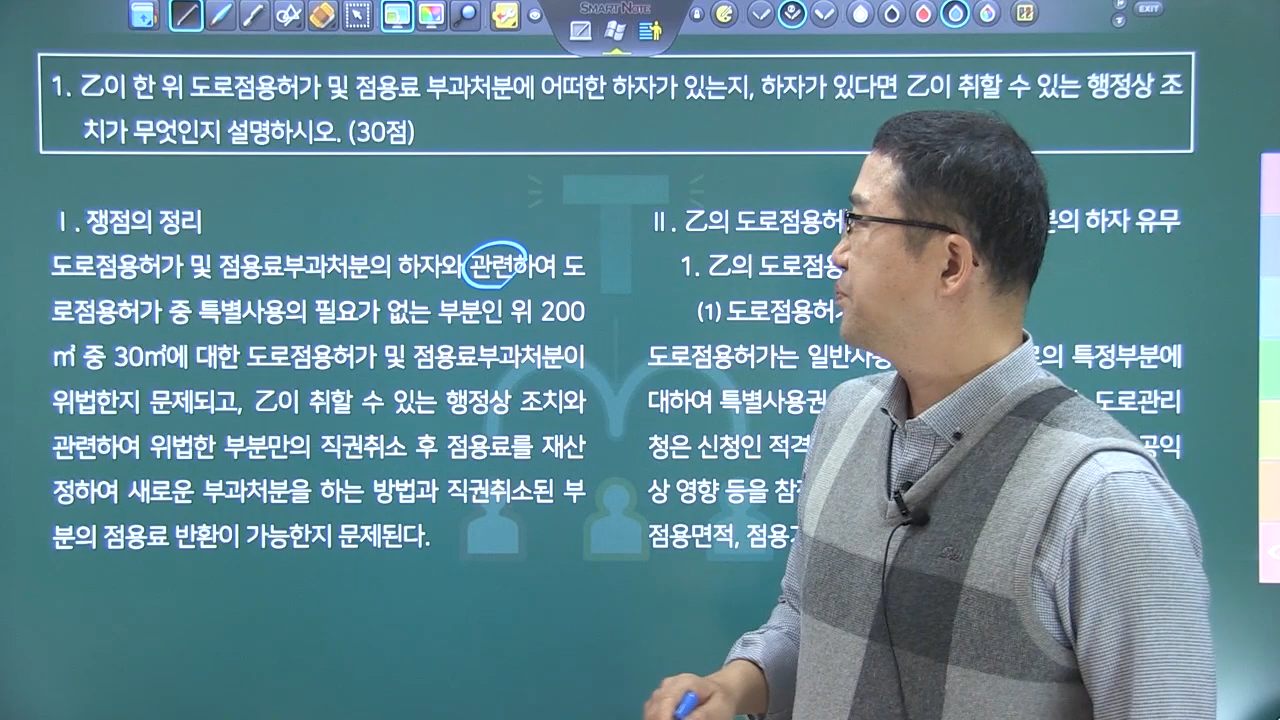 SMART NOTE
EXIT
1. 乙이 한 위 도로점용허가 및 점용료 부과처분에 어떠한 하자가 있는지, 하자가 있다면 乙이 취할 수 있는 행정상 조
치가 무엇인지 설명하시오. (30점)
Ⅰ. 쟁점의 정리
도로점용허가 및 점용료부과처분의 하자와 관련하여 도
로점용허가 중 특별사용의 필요가 없는 부분인 위 200
㎡ 중 30㎡에 대한 도로점용허가 및 점용료부과처분이
위법한지 문제되고, 乙이 취할 수 있는 행정상 조치와
관련하여 위법한 부분만의 직권취소 후 점용료를 재산
정하여 새로운 부과처분을 하는 방법과 직권취소된 부
분의 점용료 반환이 가능한지 문제된다.
Ⅱ. 乙의 도로점용허 의 하자 유무
1. 乙의 도로점용
(1) 도로점용허
도로점용허가는 일반사용 의 특정부분에
대하여 특별사용권 도로관리
청은 신청인 적격 공익
상 영향 등을 참
점용면적, 점용